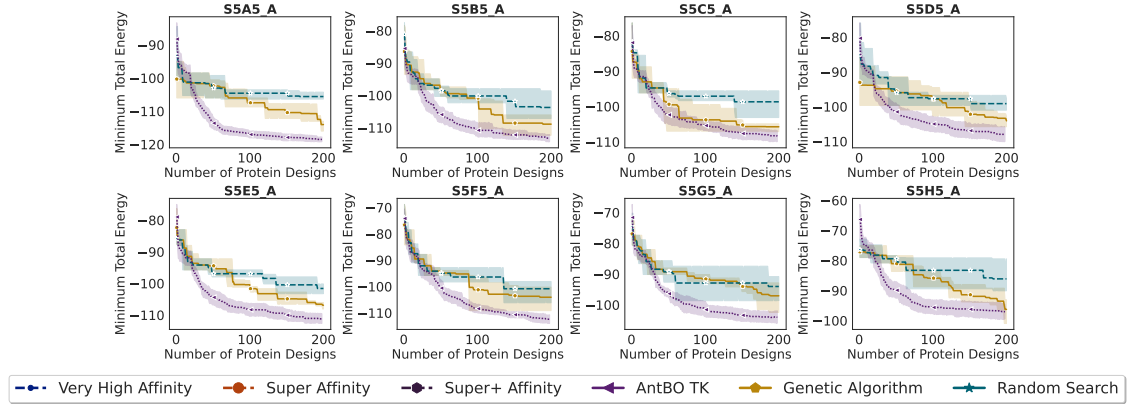 S5A5_A
S5B5_A
S5C5_A
S5D5_A
Minimum Total Energy
−90
−100
−110
−120
0 100 200
Number of Protein Designs
Minimum Total Energy
−80
−90
−100
−110
0 100 200
Number of Protein Designs
Minimum Total Energy
−80
−90
−100
−110
0 100 200
Number of Protein Designs
Minimum Total Energy
−80
−90
−100
−110
0 100 200
Number of Protein Designs
S5E5_A
S5F5_A
S5G5_A
S5H5_A
Minimum Total Energy
−80
−90
−100
−110
0 100 200
Number of Protein Designs
Minimum Total Energy
−70
−80
−90
−100
−110
0 100 200
Number of Protein Designs
Minimum Total Energy
−70
−80
−90
−100
0 100 200
Number of Protein Designs
Minimum Total Energy
−60
−70
−80
−90
−100
0 100 200
Number of Protein Designs
Very High Affinity Super Affinity Super+ Affinity AntBO TK Genetic Algorithm Random Search